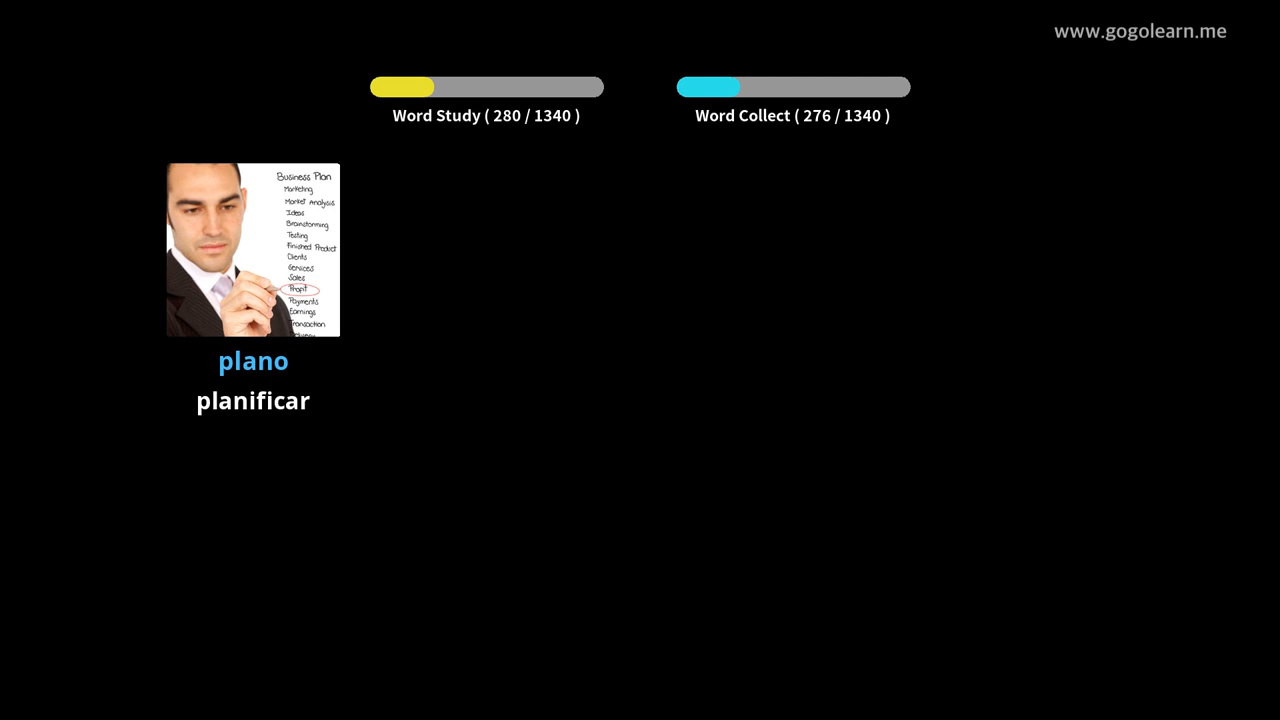 www.gogolearn.me
Word Study ( 280 / 1340 )
Word Collect ( 276 / 1340 )
Business Plan
Marketing
Market Analysis
Ideas
Brainstorming
Testing
Finished Product
Clients
Services
Sales
Profit
Payments
Earnings
Transaction
Delivery
plano
planificar